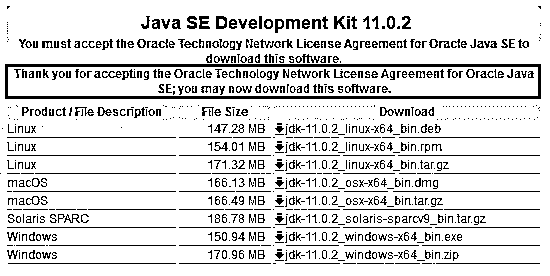 Java SE Development Kit 11.0.2
You must accept the Oracle Technology Network License Agreement for Oracle Java SE to
download this software.
Thank you for accepting the Oracle Technology Network License Agreement for Oracle Java
SE; you may now download this software.
Product / File Description File Size Download
Linux 147.28 MB jdk-11.0.2_linux-x64_bin.deb
Linux 154.01 MB jdk-11.0.2_linux-x64_bin.rpm
Linux 171.32 MB jdk-11.0.2_linux-x64_bin.tar.gz
macOS 166.13 MB jdk-11.0.2_osx-x64_bin.dmg
macOS 166.49 MB jdk-11.0.2_osx-x64_bin.tar.gz
Solaris SPARC 186.78 MB jdk-11.0.2_solaris-sparcv9_bin.tar.gz
Windows 150.94 MB jdk-11.0.2_windows-x64_bin.exe
Windows 170.96 MB jdk-11.0.2_windows-x64_bin.zip